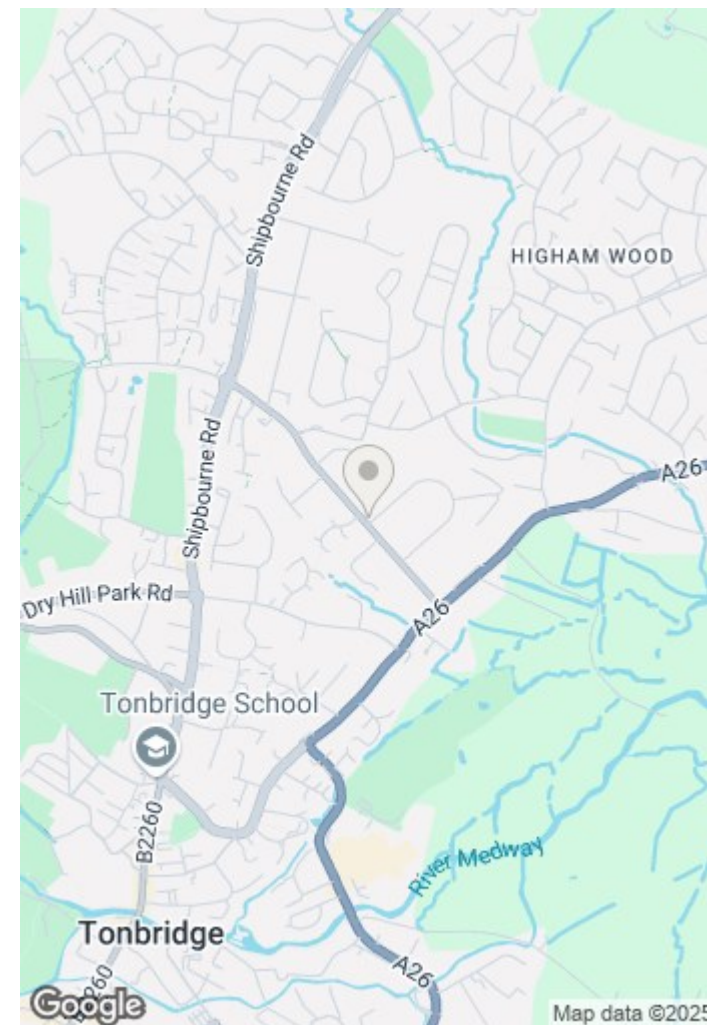 Shipbourne Rd
HIGHAM WOOD
Shipbourne Rd
A26
Dry Hill Park Rd
A26
Tonbridge School
B2260
River Medway
Tonbridge
A26
B2260
Google
Map data ©2025